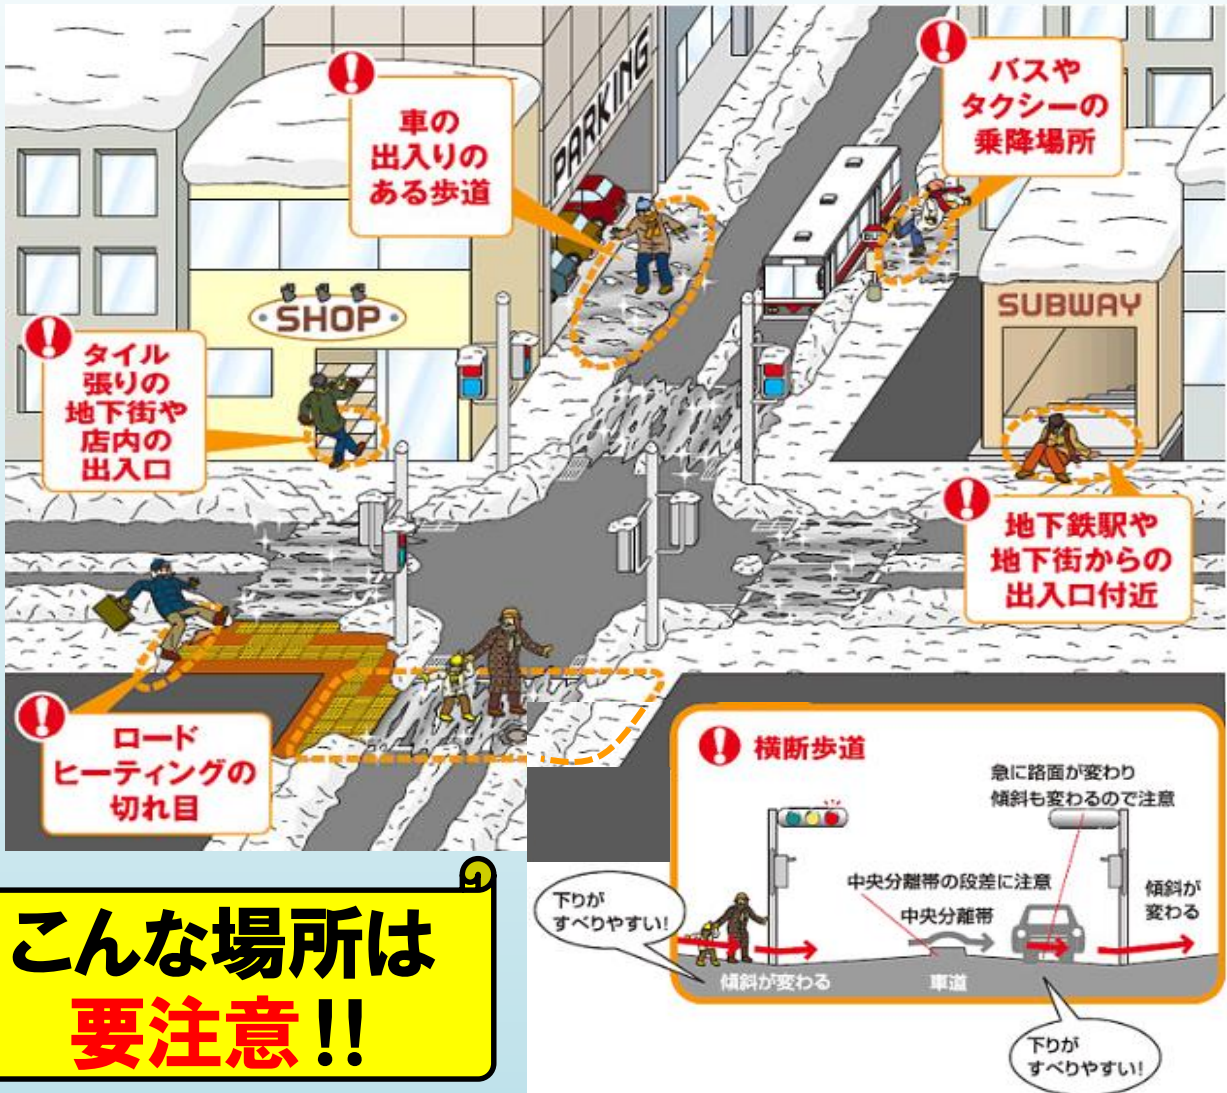 車の
出入りの
ある歩道
PARKING
バスや
タクシーの
乗降場所
SHOP
SUBWAY
タイル
張りの
地下街や
店内の
出入口
地下鉄駅や
地下街からの
出入口付近
ロード
ヒーティングの
切れ目
横断歩道
急に路面が変わり
傾斜も変わるので注意
中央分離帯の段差に注意
中央分離帯
傾斜が
変わる
下りが
すべりやすい!
傾斜が変わる
車道
下りが
すべりやすい!
こんな場所は
要注意!!